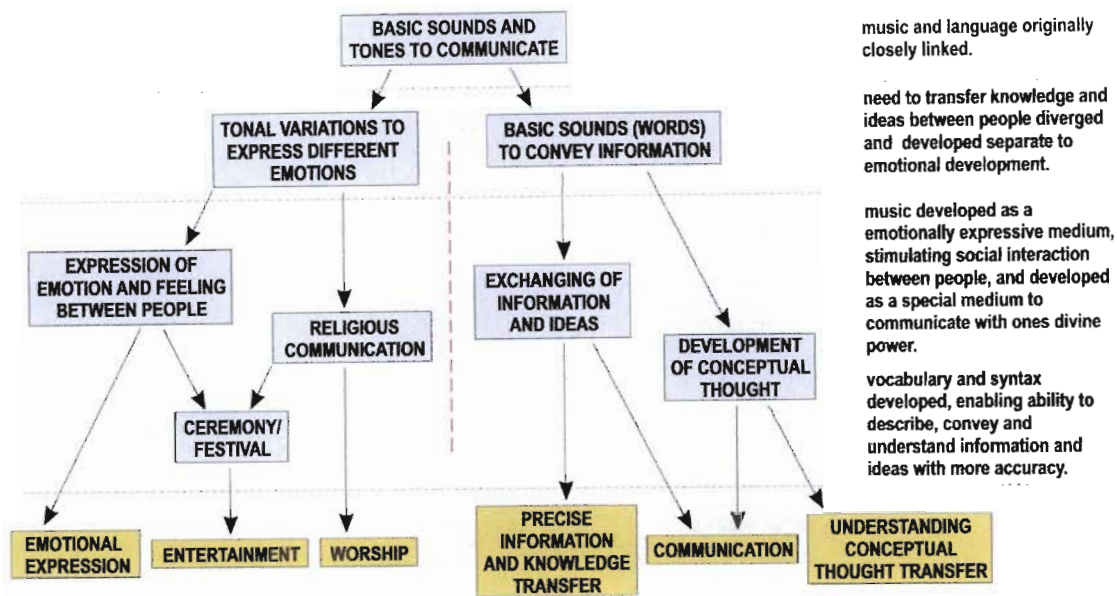 BASIC SOUNDS AND
TONES TO COMMUNICATE
music and language originally
closely linked.
TONAL VARIATIONS TO
EXPRESS DIFFERENT
EMOTIONS
BASIC SOUNDS (WORDS)
TO CONVEY INFORMATION
need to transfer knowledge and
ideas between people diverged
and developed separate to
emotional development.
EXPRESSION OF
EMOTION AND FEELING
BETWEEN PEOPLE
RELIGIOUS
COMMUNICATION
EXCHANGING OF
INFORMATION
AND IDEAS
DEVELOPMENT
OF CONCEPTUAL
THOUGHT
music developed as a
emotionally expressive medium,
stimulating social interaction
between people, and developed
as a special medium to
communicate with ones divine
power.
CEREMONY/
FESTIVAL
vocabulary and syntax
developed, enabling ability to
describe, convey and
understand information and
ideas with more accuracy.
EMOTIONAL
EXPRESSION
ENTERTAINMENT
WORSHIP
PRECISE
INFORMATION
AND KNOWLEDGE
TRANSFER
COMMUNICATION
UNDERSTANDING
CONCEPTUAL
THOUGHT TRANSFER